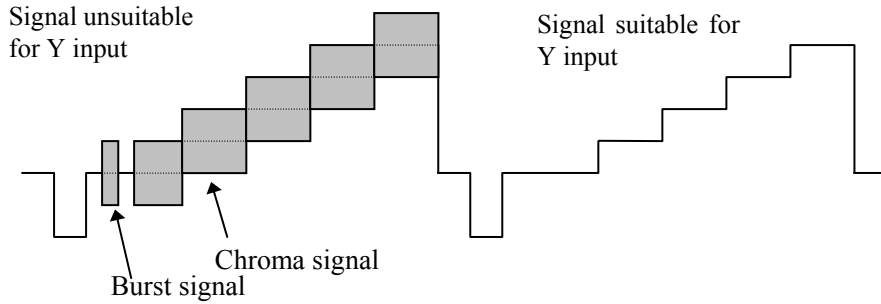 Signal unsuitable
for Y input
Signal suitable for
Y input
Chroma signal
Burst signal